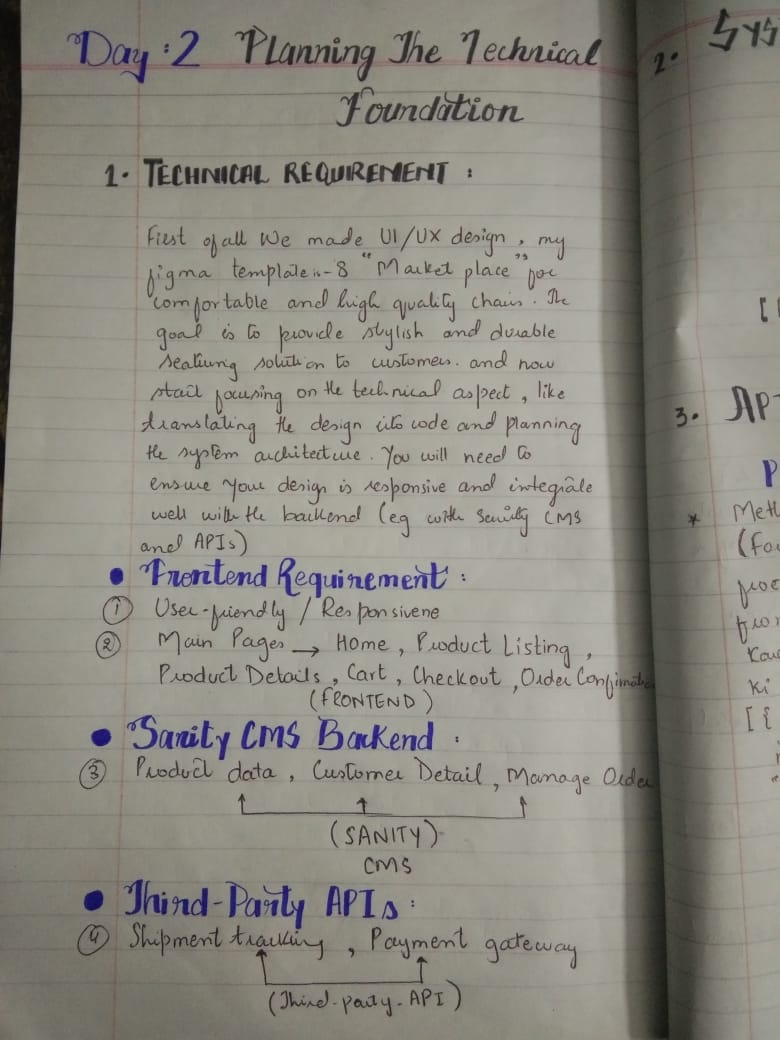 Day : 2 Planning The Technical
Foundation
1. TECHNICAL REQUIREMENT :
First of all We made UI/UX design, my
figma template is - 8 "Market place" for
comfortable and high quality chairs. The
goal is to provide stylish and durable
seating solution to customers. and now
start focusing on the technical aspect, like
translating the design into code and planning
the system architecture. You will need to
ensure your design is responsive and integrate
well with the backend (eg with Sanity CMS
and APIs)
• Frontend Requirement :
① User-friendly / Responsivene
② Main Pages → Home, Product Listing,
Product Details, Cart, Checkout, Order Confirmatio
(FRONTEND)
• Sanity CMS Backend :
③ Product data, Customer Detail, Manage Order
(SANITY)
CMS
• Third-Party APIs :
④ Shipment tracking, Payment gateway
(Third-party-API)
2. Sys
[
3. AP
P
* Meth
(Fo
[{